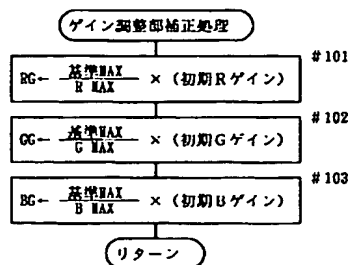 ゲイン調整部補正処理
#101
RG← 基準MAX / R MAX × (初期Rゲイン)
#102
GG← 基準MAX / G MAX × (初期Gゲイン)
#103
BG← 基準MAX / B MAX × (初期Bゲイン)
リターン